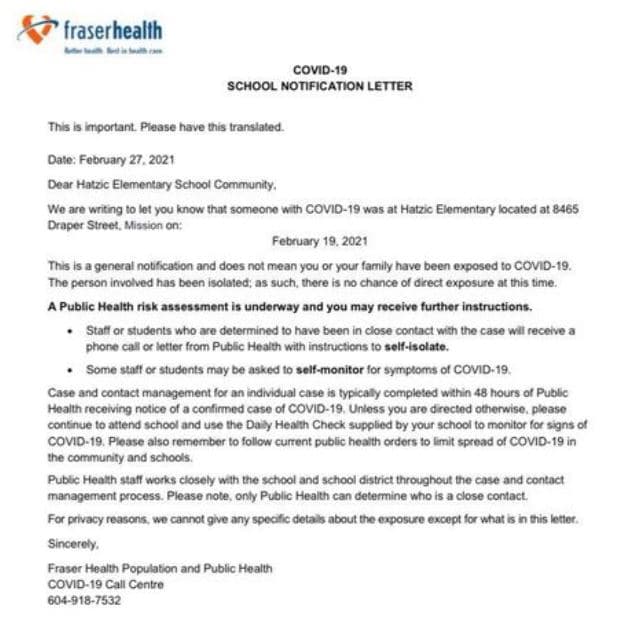 fraserhealth
Better health. Best in health care.
COVID-19
SCHOOL NOTIFICATION LETTER
This is important. Please have this translated.
Date: February 27, 2021
Dear Hatzic Elementary School Community,
We are writing to let you know that someone with COVID-19 was at Hatzic Elementary located at 8465
Draper Street, Mission on:
February 19, 2021
This is a general notification and does not mean you or your family have been exposed to COVID-19.
The person involved has been isolated; as such, there is no chance of direct exposure at this time.
A Public Health risk assessment is underway and you may receive further instructions.
• Staff or students who are determined to have been in close contact with the case will receive a
phone call or letter from Public Health with instructions to self-isolate.
• Some staff or students may be asked to self-monitor for symptoms of COVID-19.
Case and contact management for an individual case is typically completed within 48 hours of Public
Health receiving notice of a confirmed case of COVID-19. Unless you are directed otherwise, please
continue to attend school and use the Daily Health Check supplied by your school to monitor for signs of
COVID-19. Please also remember to follow current public health orders to limit spread of COVID-19 in
the community and schools.
Public Health staff works closely with the school and school district throughout the case and contact
management process. Please note, only Public Health can determine who is a close contact.
For privacy reasons, we cannot give any specific details about the exposure except for what is in this letter.
Sincerely,
Fraser Health Population and Public Health
COVID-19 Call Centre
604-918-7532